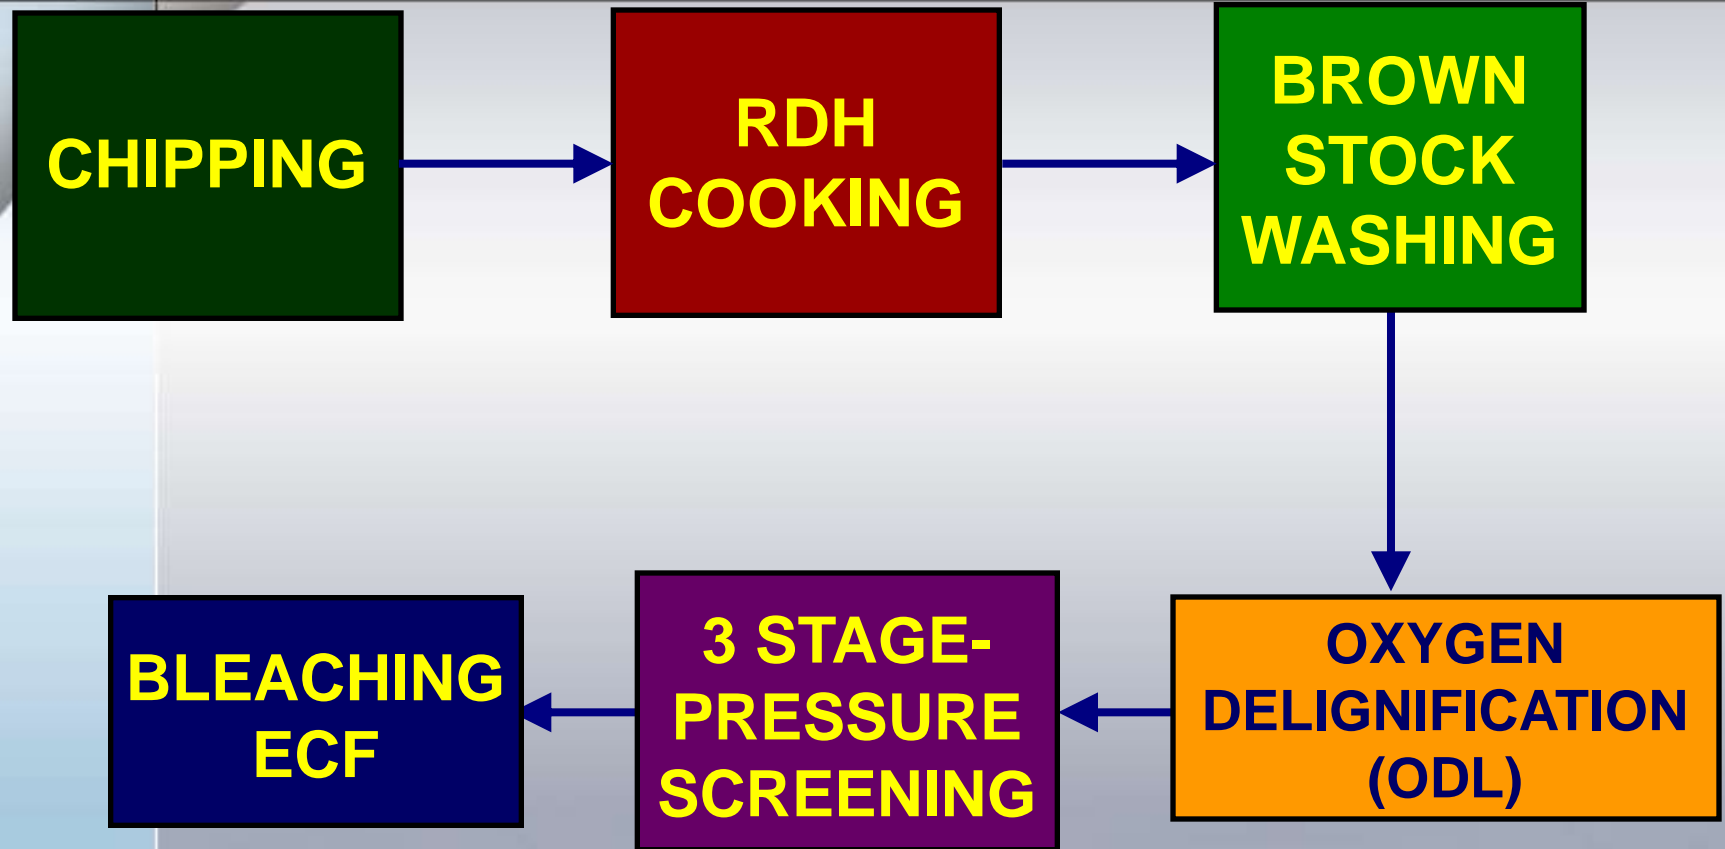 CHIPPING
RDH
COOKING
BROWN
STOCK
WASHING
OXYGEN
DELIGNIFICATION
(ODL)
3 STAGE-
PRESSURE
SCREENING
BLEACHING
ECF